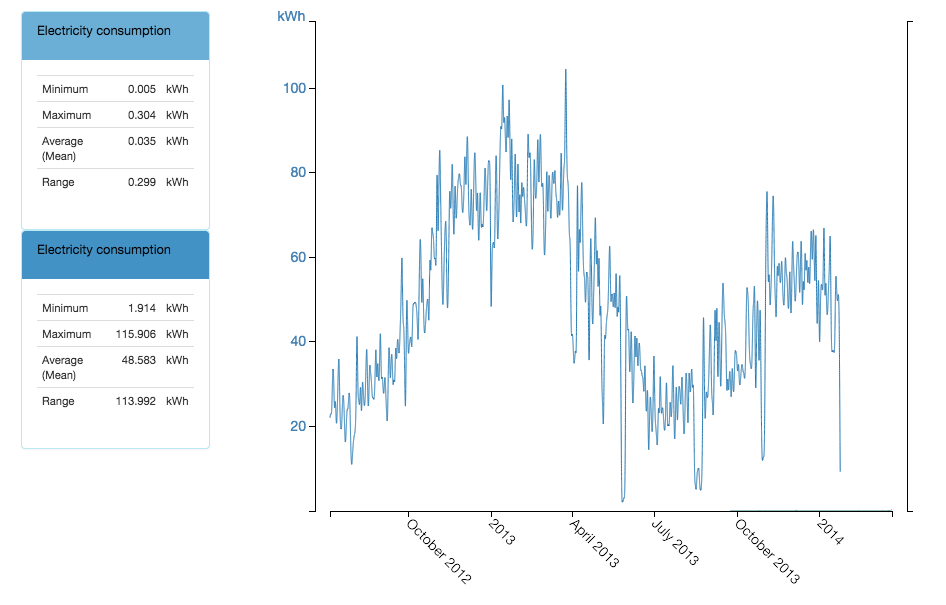 Electricity consumption
Minimum 0.005 kWh
Maximum 0.304 kWh
Average 0.035 kWh
(Mean)
Range 0.299 kWh
Electricity consumption
Minimum 1.914 kWh
Maximum 115.906 kWh
Average 48.583 kWh
(Mean)
Range 113.992 kWh
kWh
100
80
60
40
20
October 2012
2013
April 2013
July 2013
October 2013
2014